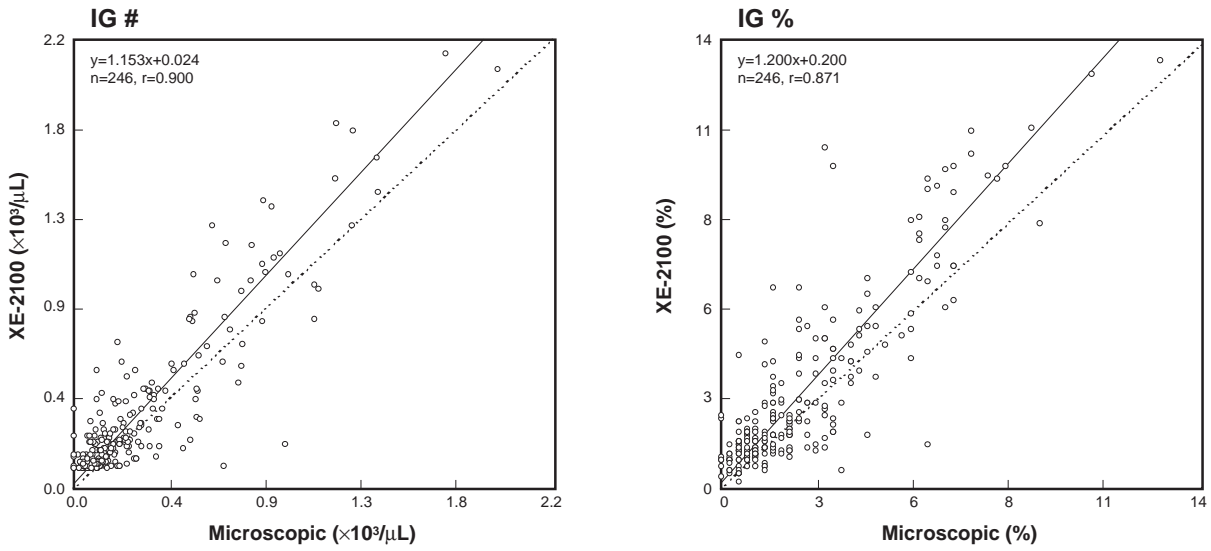 IG #
2.2
1.8
1.3
0.9
0.4
0.0
y=1.153x+0.024
n=246, r=0.900
XE-2100 (×10³/μL)
0.0 0.4 0.9 1.3 1.8 2.2
Microscopic (×10³/μL)
IG %
14
11
8
6
3
0
y=1.200x+0.200
n=246, r=0.871
XE-2100 (%)
0 3 6 8 11 14
Microscopic (%)